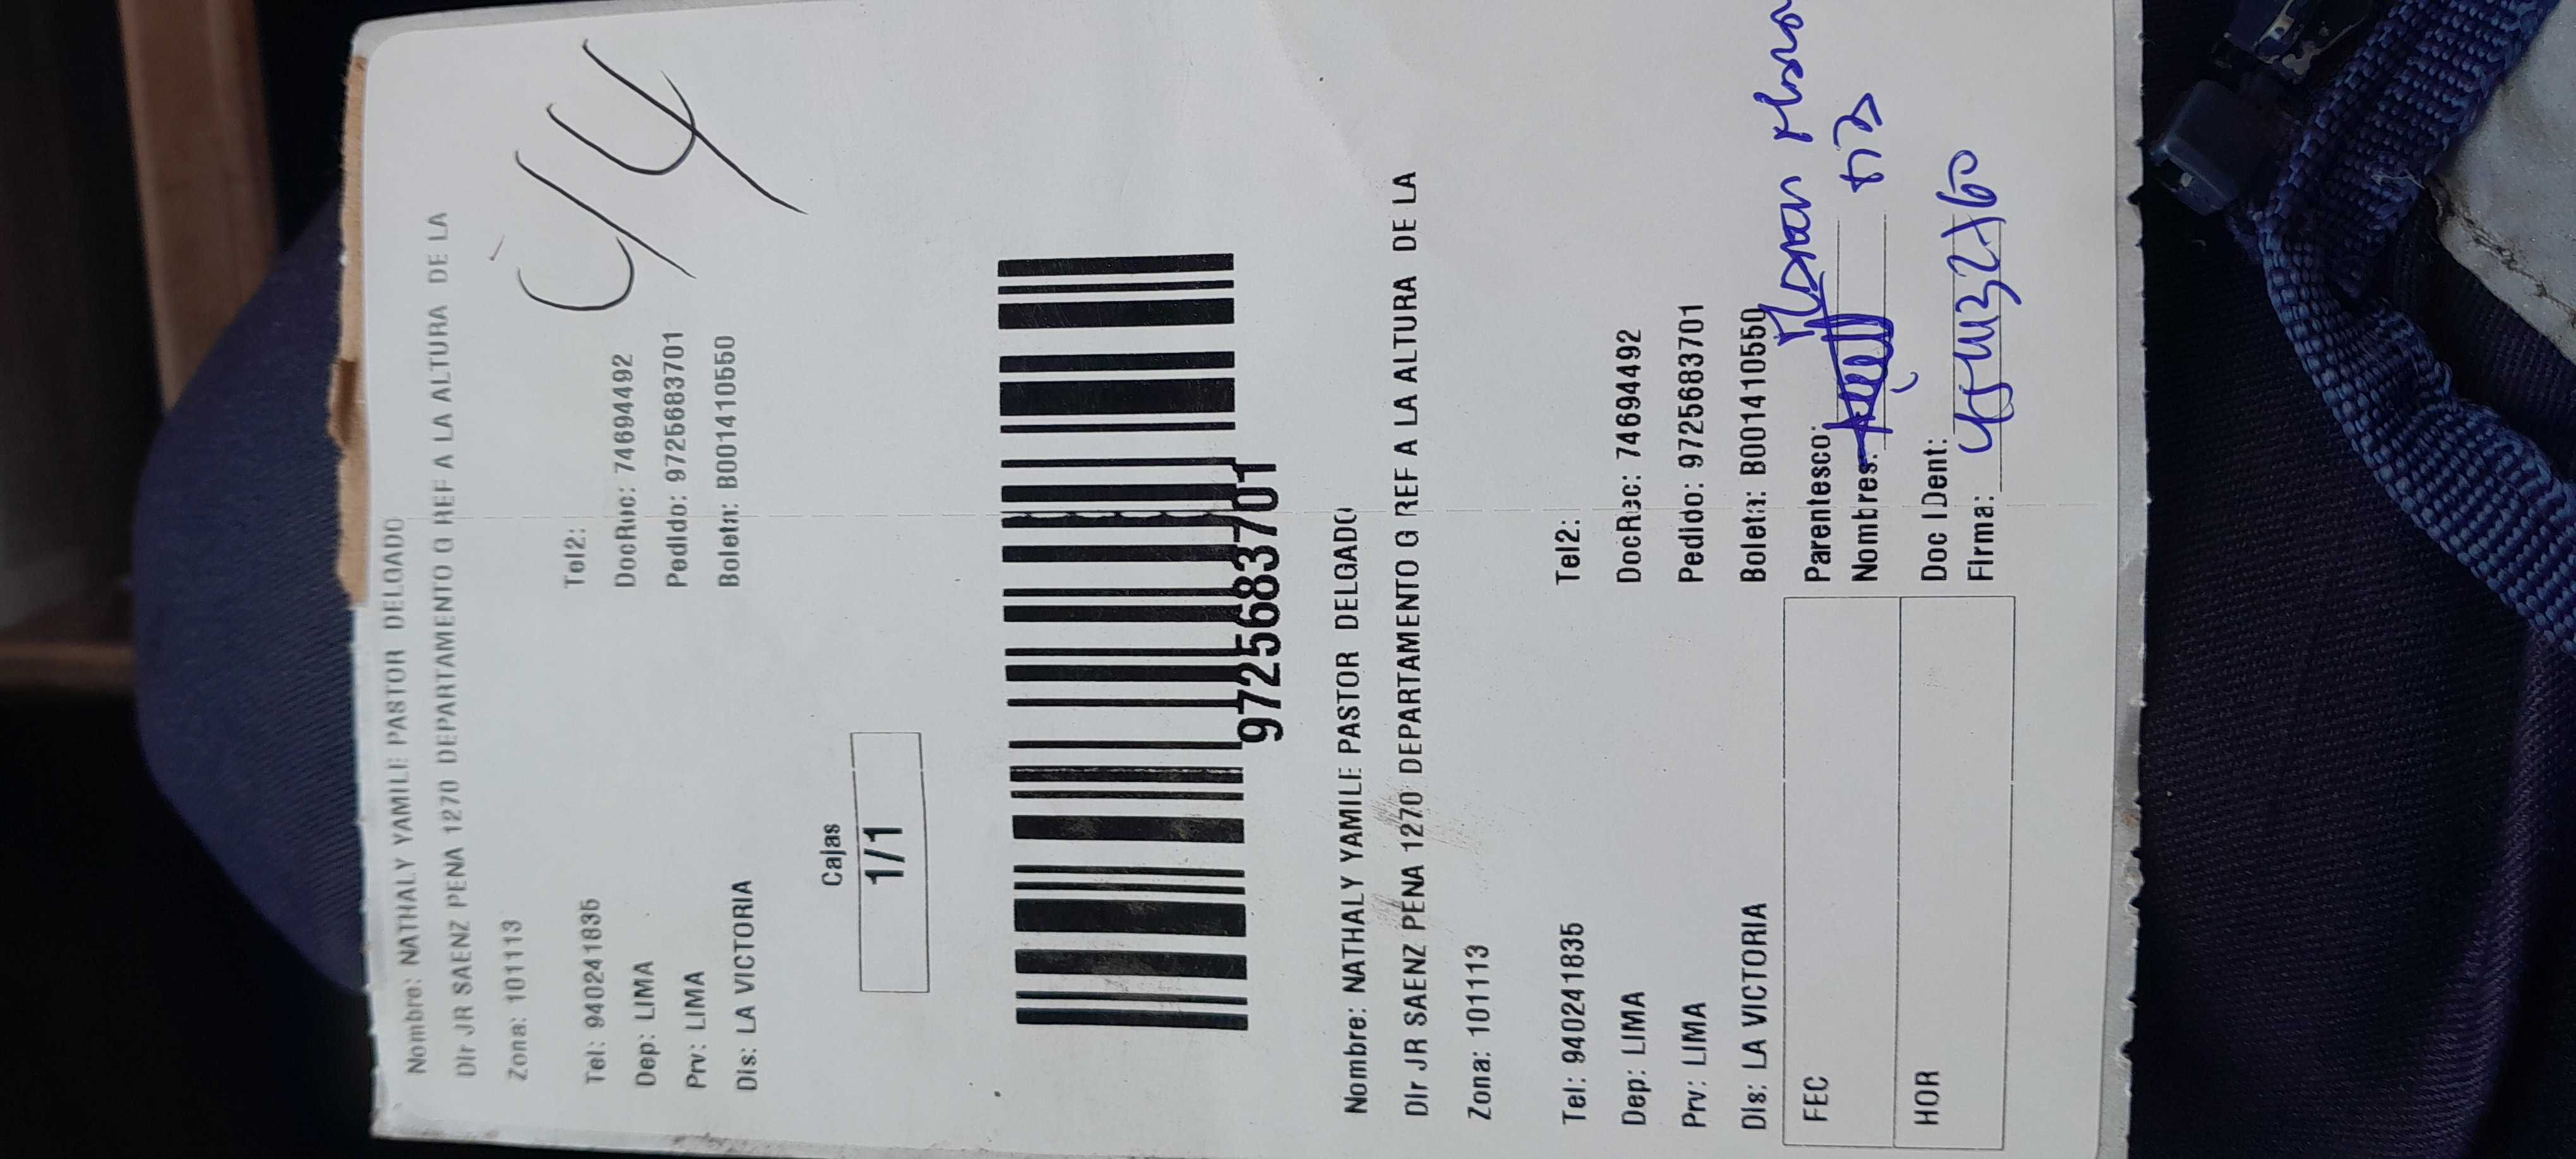 Nombre: NATHALY YAMILE PASTOR DELGADO
Dir JR SAENZ PENA 1270 DEPARTAMENTO G REF A LA ALTURA DE LA
Zona: 101113
Tel: 940241835 Tel2:
Dep: LIMA DocRec: 74694492
Prv: LIMA Pedido: 9725683701
Dis: LA VICTORIA Boleta: B001410550
C/4
Cajas
1/1
9725683701
Nombre: NATHALY YAMILE PASTOR DELGADO
Dir JR SAENZ PENA 1270 DEPARTAMENTO G REF A LA ALTURA DE LA
Zona: 101113
Tel: 940241835 Tel2:
Dep: LIMA DocRec: 74694492
Prv: LIMA Pedido: 9725683701
Dis: LA VICTORIA Boleta: B001410550
FEC Parentesco:
Nombres:
HOR Doc IDent:
Firma: